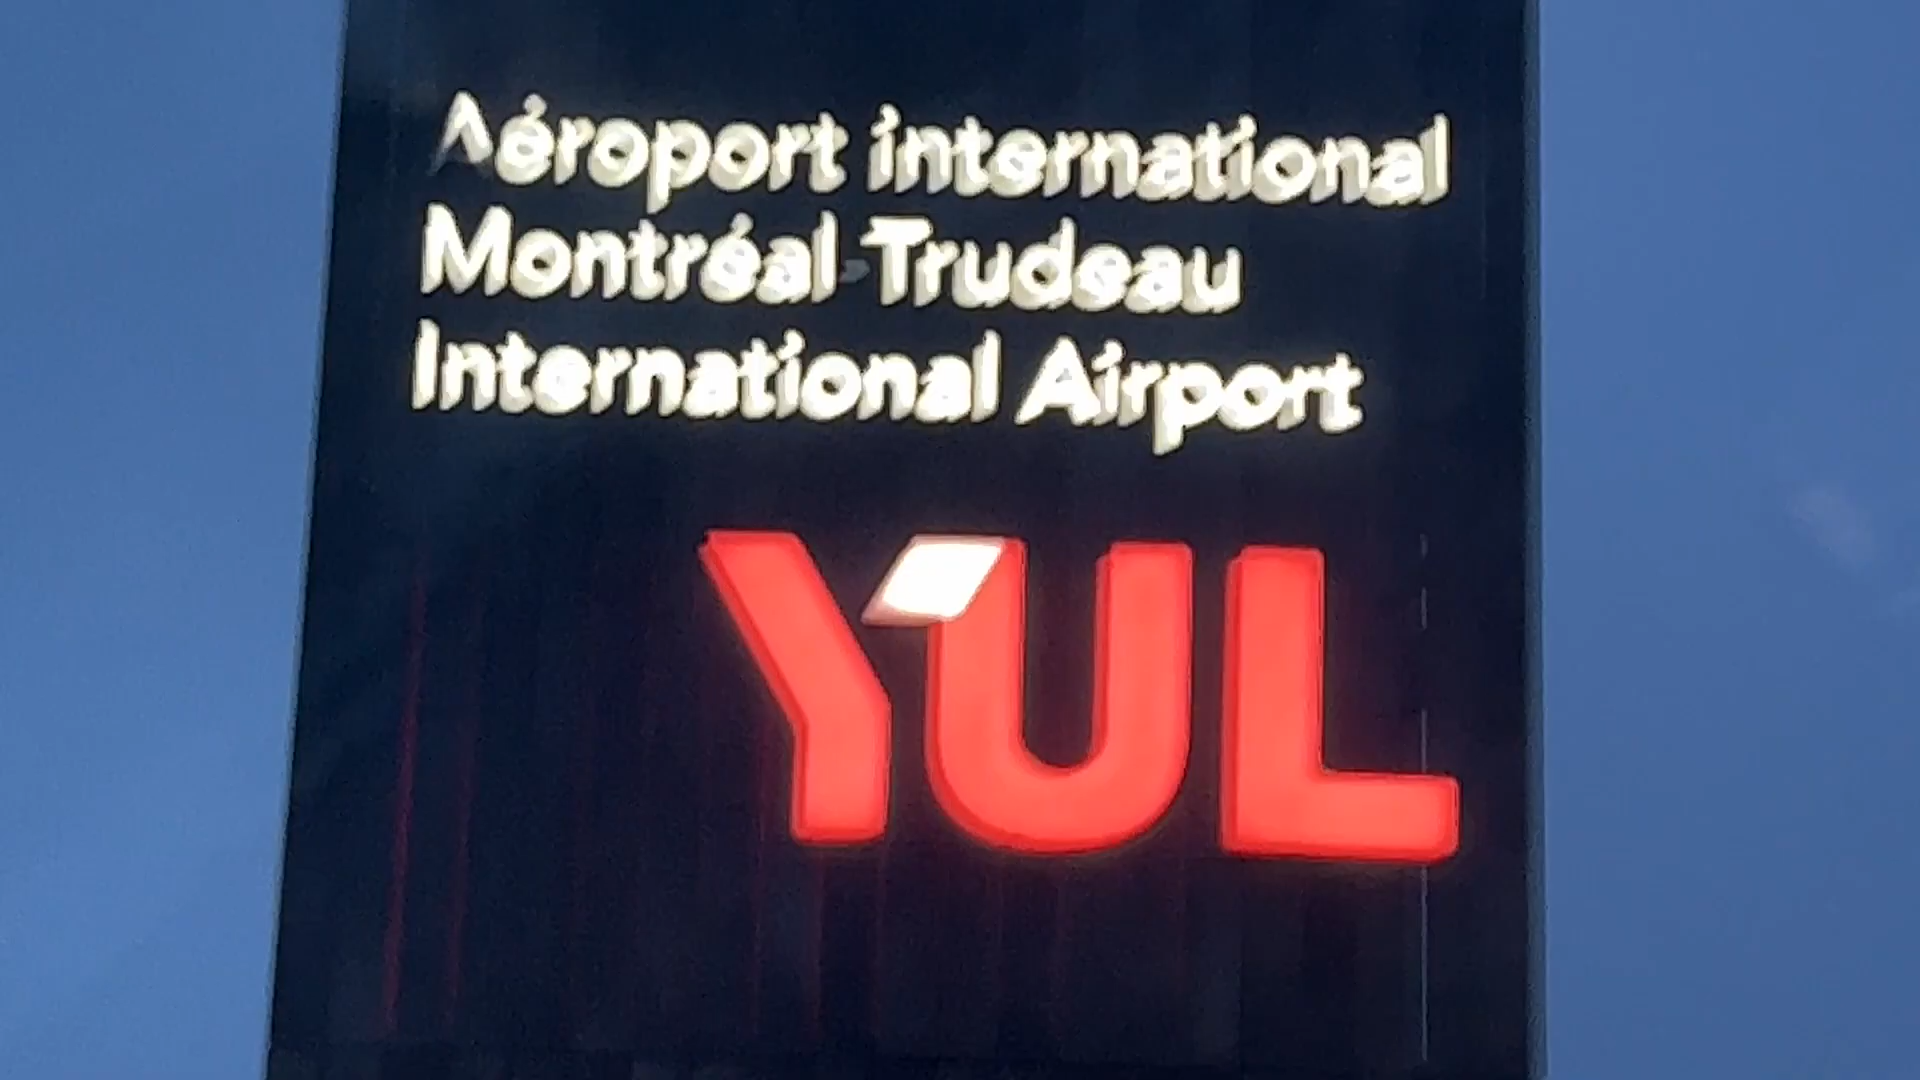 Aéroport international
Montréal-Trudeau
International Airport
YUL